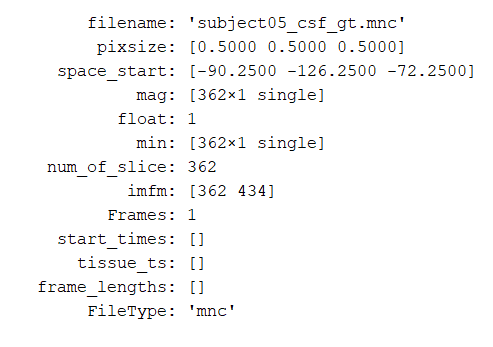 filename: 'subject05_csf_gt.mnc'
pixsize: [0.5000 0.5000 0.5000]
space_start: [-90.2500 -126.2500 -72.2500]
mag: [362×1 single]
float: 1
min: [362×1 single]
num_of_slice: 362
imfm: [362 434]
Frames: 1
start_times: []
tissue_ts: []
frame_lengths: []
FileType: 'mnc'